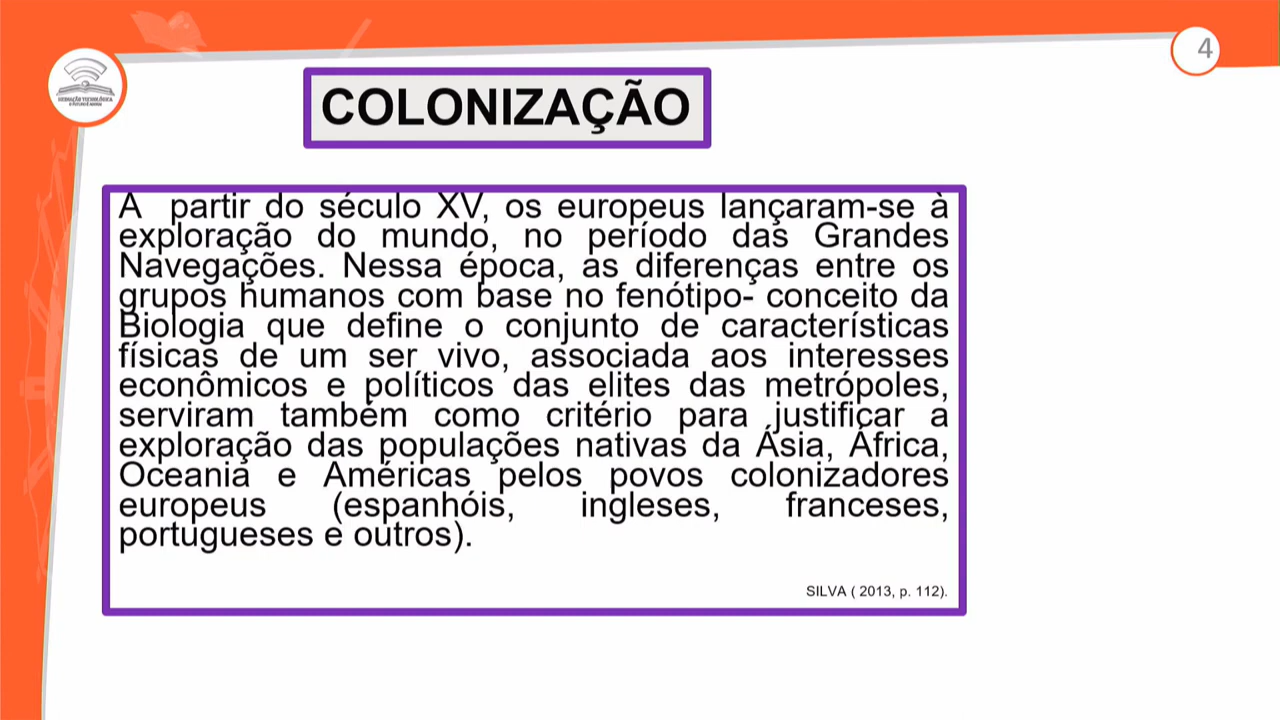 4
MEDIAÇÃO TECNOLÓGICA
COLONIZAÇÃO
A partir do século XV, os europeus lançaram-se à
exploração do mundo, no período das Grandes
Navegações. Nessa época, as diferenças entre os
grupos humanos com base no fenótipo- conceito da
Biologia que define o conjunto de características
físicas de um ser vivo, associada aos interesses
econômicos e políticos das elites das metrópoles,
serviram também como critério para justificar a
exploração das populações nativas da Ásia, África,
Oceania e Américas pelos povos colonizadores
europeus (espanhóis, ingleses, franceses,
portugueses e outros).
SILVA ( 2013, p. 112).